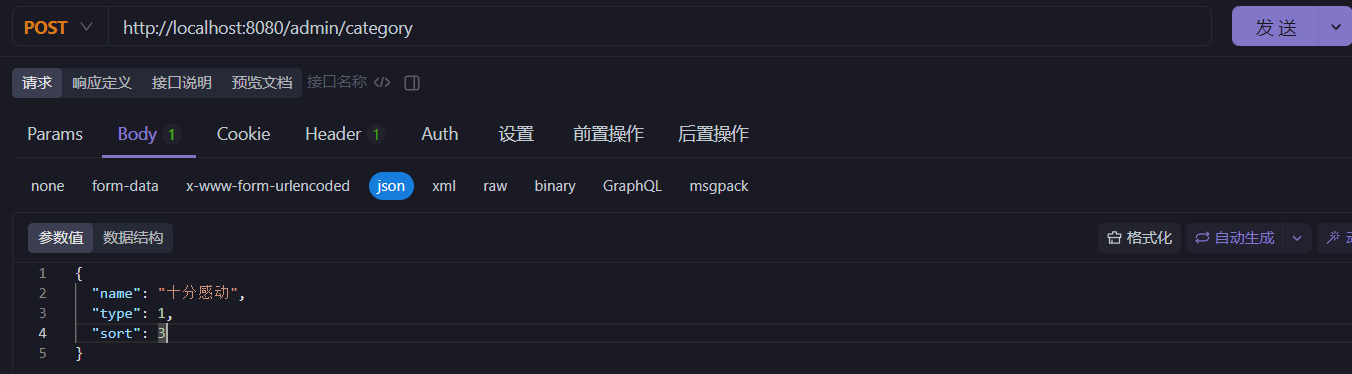 POST http://localhost:8080/admin/category 发 送
请求 响应定义 接口说明 预览文档 接口名称 </>
Params Body 1 Cookie Header 1 Auth 设置 前置操作 后置操作
none form-data x-www-form-urlencoded json xml raw binary GraphQL msgpack
参数值 数据结构 格式化 自动生成
1 {
2 "name": "十分感动",
3 "type": 1,
4 "sort": 3
5 }